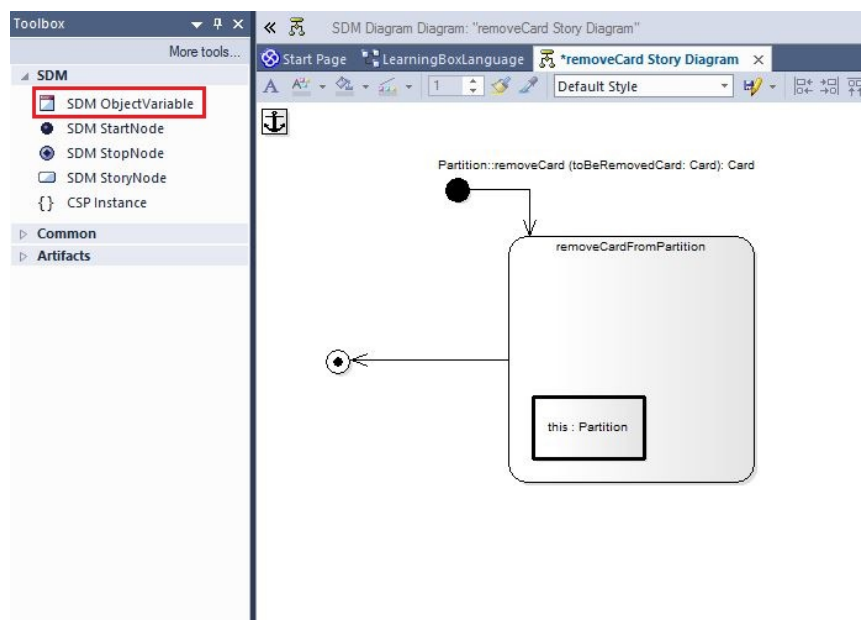 Toolbox
More tools...
SDM
SDM ObjectVariable
SDM StartNode
SDM StopNode
SDM StoryNode
{} CSP Instance
Common
Artifacts
SDM Diagram Diagram: "removeCard Story Diagram"
Start Page LearningBoxLanguage *removeCard Story Diagram
A 1 Default Style
Partition::removeCard (toBeRemovedCard: Card): Card
removeCardFromPartition
this : Partition